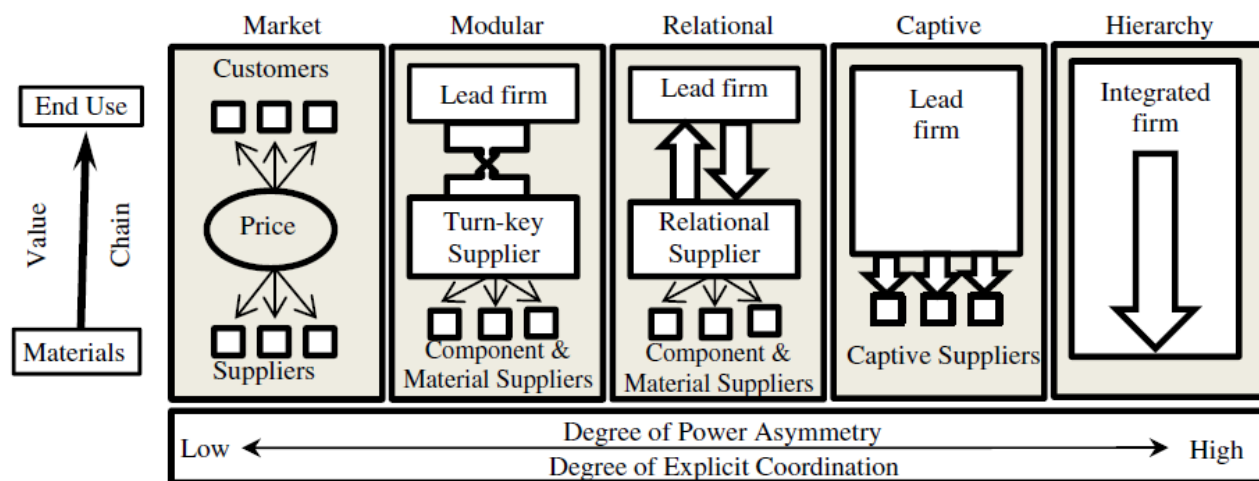 Market
Modular
Relational
Captive
Hierarchy
End Use
Value
Chain
Materials
Customers
Price
Suppliers
Lead firm
Turn-key
Supplier
Component &
Material Suppliers
Lead firm
Relational
Supplier
Component &
Material Suppliers
Lead
firm
Captive Suppliers
Integrated
firm
Low
Degree of Power Asymmetry
Degree of Explicit Coordination
High